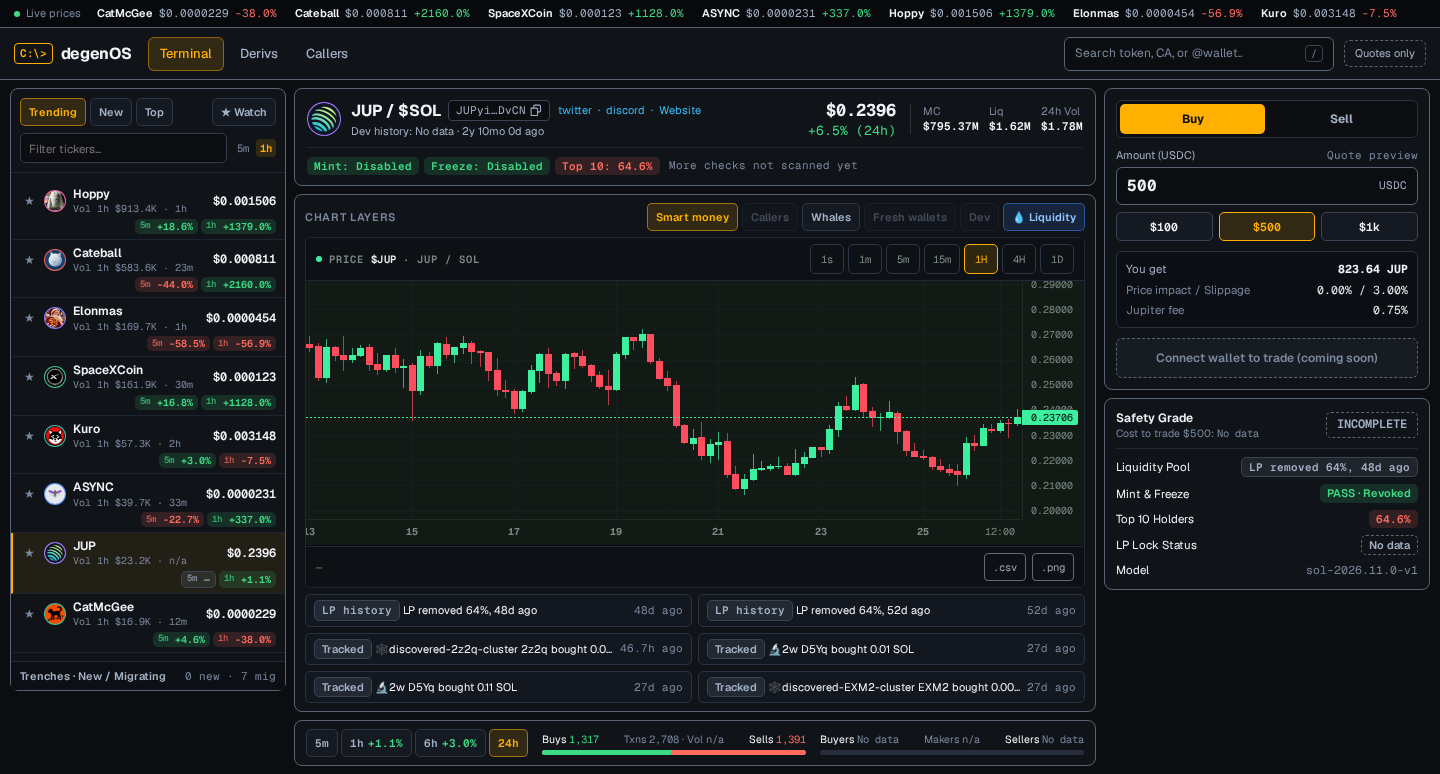 Live prices CatMcGee $0.0000229 -38.0% Cateball $0.000811 +2160.0% SpaceXCoin $0.000123 +1128.0% ASYNC $0.0000231 +337.0% Hoppy $0.001506 +1379.0% Elonmas $0.0000454 -56.9% Kuro $0.003148 -7.5%
C:\> degenOS Terminal Derivs Callers Search token, CA, or @wallet.. / Quotes only
Trending New Top ★ Watch
Filter tickers… 5m 1h
★ Hoppy $0.001506
Vol 1h $913.4K · 1h
5m +18.6% 1h +1379.0%
★ Cateball $0.000811
Vol 1h $583.6K · 23m
5m -44.0% 1h +2160.0%
★ Elonmas $0.0000454
Vol 1h $169.7K · 1h
5m -58.5% 1h -56.9%
★ SpaceXCoin $0.000123
Vol 1h $161.9K · 30m
5m +16.8% 1h +1128.0%
★ Kuro $0.003148
Vol 1h $57.3K · 2h
5m +3.0% 1h -7.5%
★ ASYNC $0.0000231
Vol 1h $39.7K · 33m
5m -22.7% 1h +337.0%
★ JUP $0.2396
Vol 1h $23.2K · n/a
5m — 1h +1.1%
★ CatMcGee $0.0000229
Vol 1h $16.9K · 12m
5m +4.6% 1h -38.0%
Trenches · New / Migrating 0 new · 7 mig
JUP / $SOL JUPyi…DvCN twitter · discord · Website
Dev history: No data · 2y 10mo 0d ago
$0.2396
+6.5% (24h)
MC Liq 24h Vol
$795.37M $1.62M $1.78M
Mint: Disabled Freeze: Disabled Top 10: 64.6% More checks not scanned yet
CHART LAYERS Smart money Callers Whales Fresh wallets Dev 💧 Liquidity
PRICE $JUP · JUP / SOL 1s 1m 5m 15m 1H 4H 1D
0.29000
0.27000
0.26000
0.25000
0.24000
0.23706
0.23000
0.22000
0.21000
0.20000
13 15 17 19 21 23 25 12:00
— .csv .png
LP history LP removed 64%, 48d ago 48d ago
LP history LP removed 64%, 52d ago 52d ago
Tracked 🕸️discovered-2z2q-cluster 2z2q bought 0.0… 46.7h ago
Tracked 🔬2w D5Yq bought 0.01 SOL 27d ago
Tracked 🔬2w D5Yq bought 0.11 SOL 27d ago
Tracked 🕸️discovered-EXM2-cluster EXM2 bought 0.00… 27d ago
5m 1h +1.1% 6h +3.0% 24h
Buys 1,317 Txns 2,708 · Vol n/a Sells 1,391
Buyers No data Makers n/a Sellers No data
Buy Sell
Amount (USDC) Quote preview
500 USDC
$100 $500 $1k
You get 823.64 JUP
Price impact / Slippage 0.00% / 3.00%
Jupiter fee 0.75%
Connect wallet to trade (coming soon)
Safety Grade INCOMPLETE
Cost to trade $500: No data
Liquidity Pool LP removed 64%, 48d ago
Mint & Freeze PASS · Revoked
Top 10 Holders 64.6%
LP Lock Status No data
Model sol-2026.11.0-v1